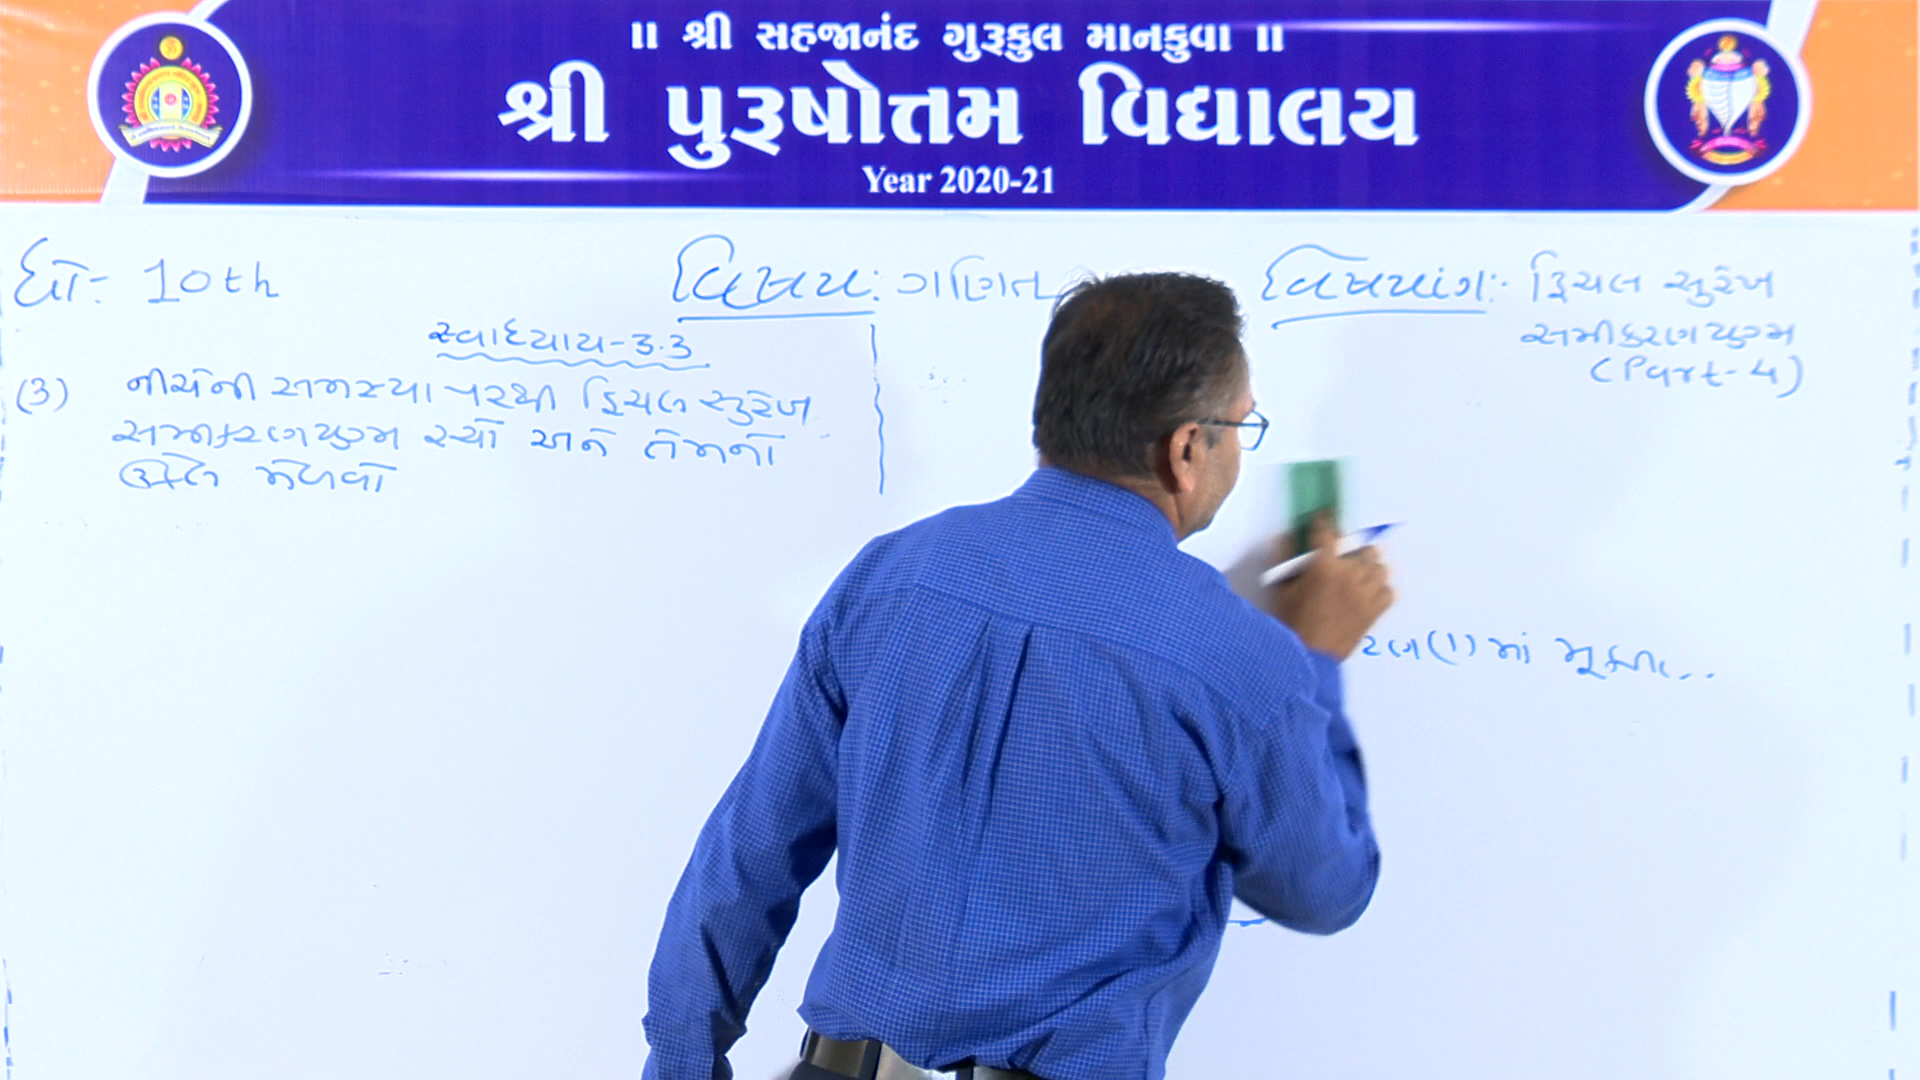 ॥ શ્રી સહજાનંદ ગુરૂકુલ માનકુવા ॥
શ્રી પુરૂષોત્તમ વિદ્યાલય
Year 2020-21
ધો- 10th
વિષય: ગણિત
વિષયાંગ:- દ્વિચલ સુરેખ
સમીકરણયુગ્મ
(Part-4)
સ્વાધ્યાય-3.3
(3) નીચેની સમસ્યા પરથી દ્વિચલ સુરેખ
સમીકરણયુગ્મ રચો અને તેમનો
ઉકેલ મેળવો
રણ(1) માં મૂકતા..